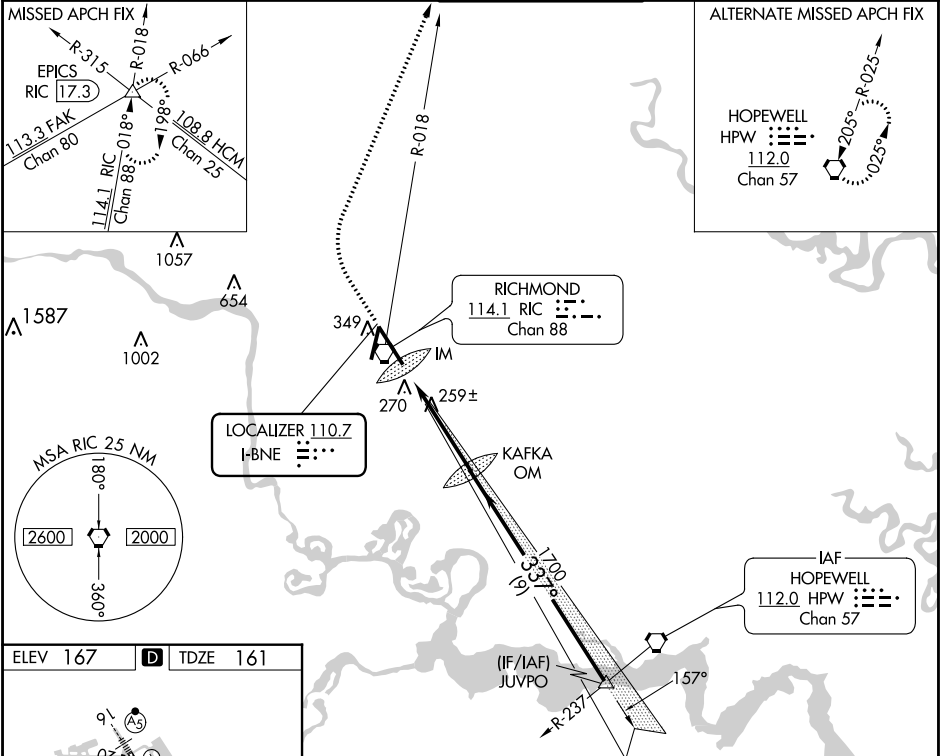 MISSED APCH FIX
R-315
R-018
R-066
EPICS
RIC 17.3
113.3 FAK
Chan 80
018°
198°
108.8 HCM
Chan 25
114.1 RIC
Chan 88
ALTERNATE MISSED APCH FIX
R-025
HOPEWELL
HPW
112.0
Chan 57
205°
025°
R-018
1057
654
1587
1002
349
RICHMOND
114.1 RIC
Chan 88
IM
270
259±
LOCALIZER 110.7
I-BNE
KAFKA
OM
MSA RIC 25 NM
180°
2600
2000
360°
1700
337°
(9)
IAF
HOPEWELL
112.0 HPW
Chan 57
(IF/IAF)
JUVPO
R-237
157°
ELEV 167
D
TDZE 161
16
A5
20